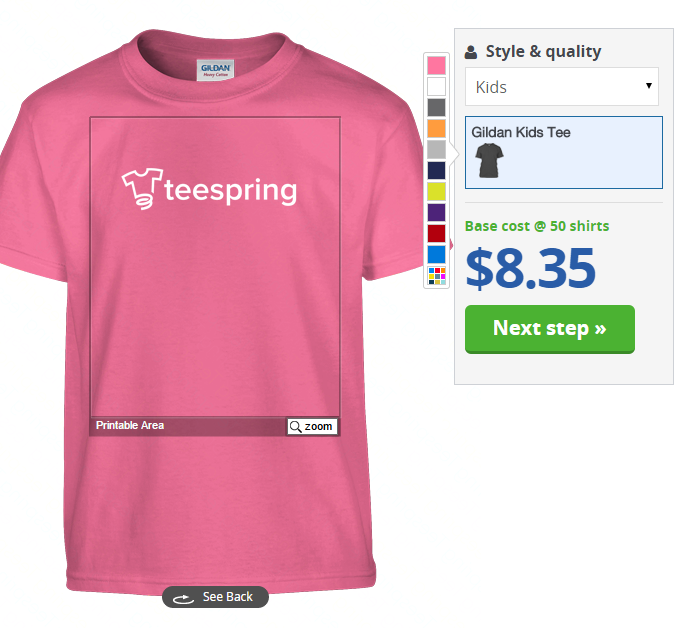 GILDAN
Heavy Cotton
teespring
Printable Area
zoom
See Back
Style & quality
Kids
Gildan Kids Tee
Base cost @ 50 shirts
$8.35
Next step »